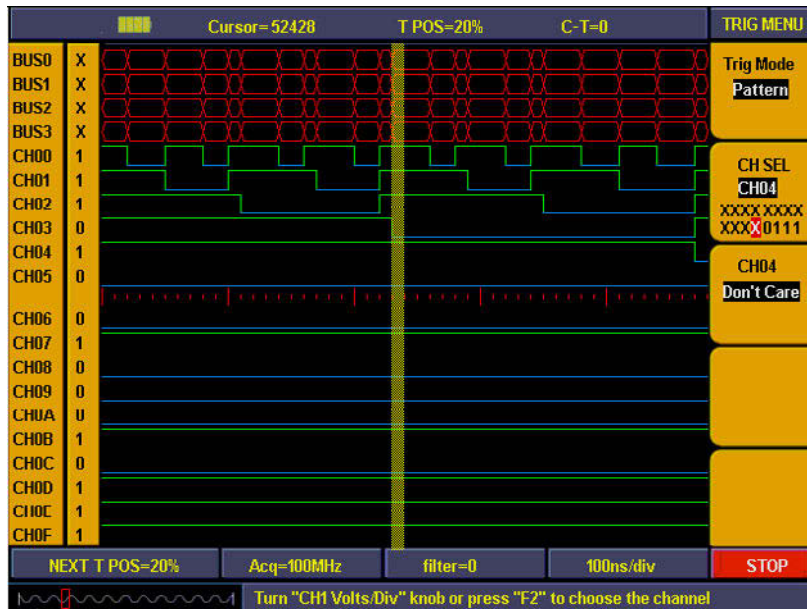 Cursor=52428 T POS=20% C-T=0 TRIG MENU
BUS0 X
BUS1 X
BUS2 X
BUS3 X
CH00 1
CH01 1
CH02 1
CH03 0
CH04 1
CH05 0
CH06 0
CH07 1
CH08 0
CH09 0
CH0A 0
CH0B 1
CH0C 0
CH0D 1
CH0E 1
CH0F 1
Trig Mode
Pattern
CH SEL
CH04
XXXX XXXX
XXXX0111
CH04
Don't Care
NEXT T POS=20% Acq=100MHz filter=0 100ns/div STOP
Turn "CH1 Volts/Div" knob or press "F2" to choose the channel